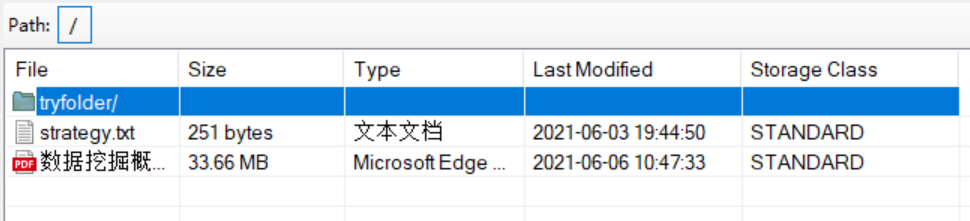 Path: /
File Size Type Last Modified Storage Class
tryfolder/
strategy.txt 251 bytes 文本文档 2021-06-03 19:44:50 STANDARD
PDF 数据挖掘概... 33.66 MB Microsoft Edge ... 2021-06-06 10:47:33 STANDARD